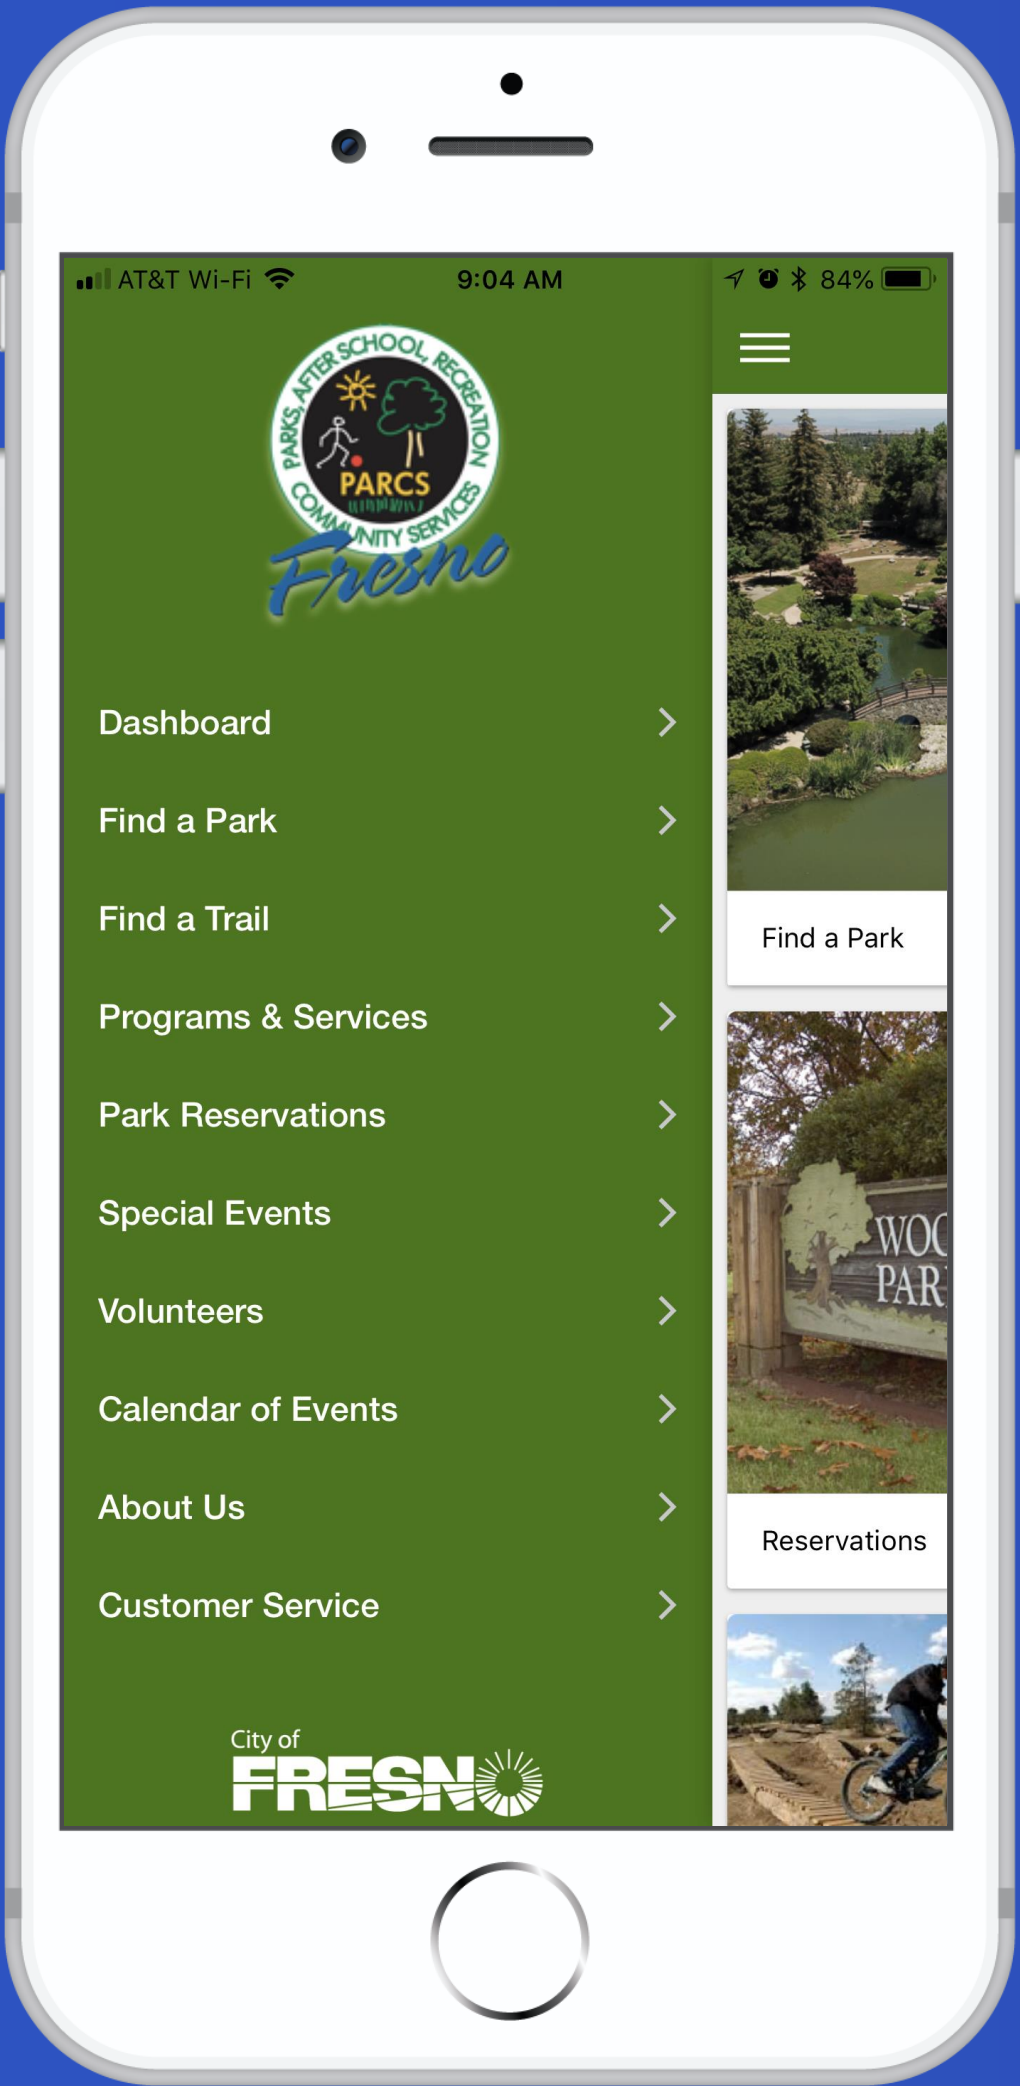 AT&T Wi-Fi
9:04 AM
84%
PARKS, AFTER SCHOOL, RECREATION
COMMUNITY SERVICES
PARCS
Fresno
Dashboard
Find a Park
Find a Trail
Programs & Services
Park Reservations
Special Events
Volunteers
Calendar of Events
About Us
Customer Service
City of
FRESNO
Find a Park
WOO
PAR
Reservations